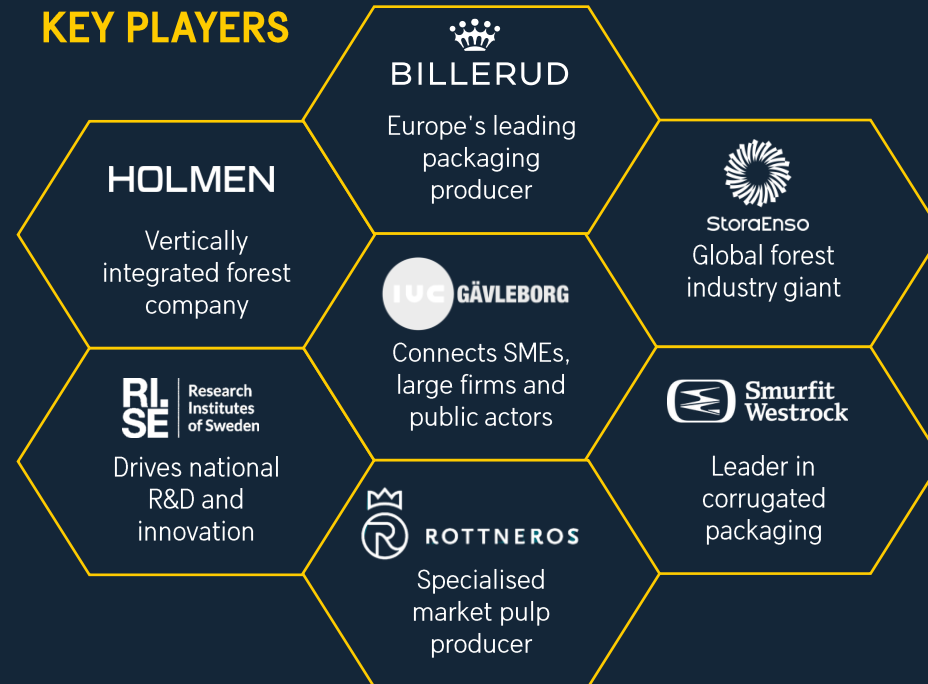 KEY PLAYERS
BILLERUD
Europe's leading
packaging
producer
HOLMEN
Vertically
integrated forest
company
StoraEnso
Global forest
industry giant
IUC GÄVLEBORG
Connects SMEs,
large firms and
public actors
RI.
SE
Research
Institutes
of Sweden
Drives national
R&D and
innovation
Smurfit
Westrock
Leader in
corrugated
packaging
R ROTTNEROS
Specialised
market pulp
producer